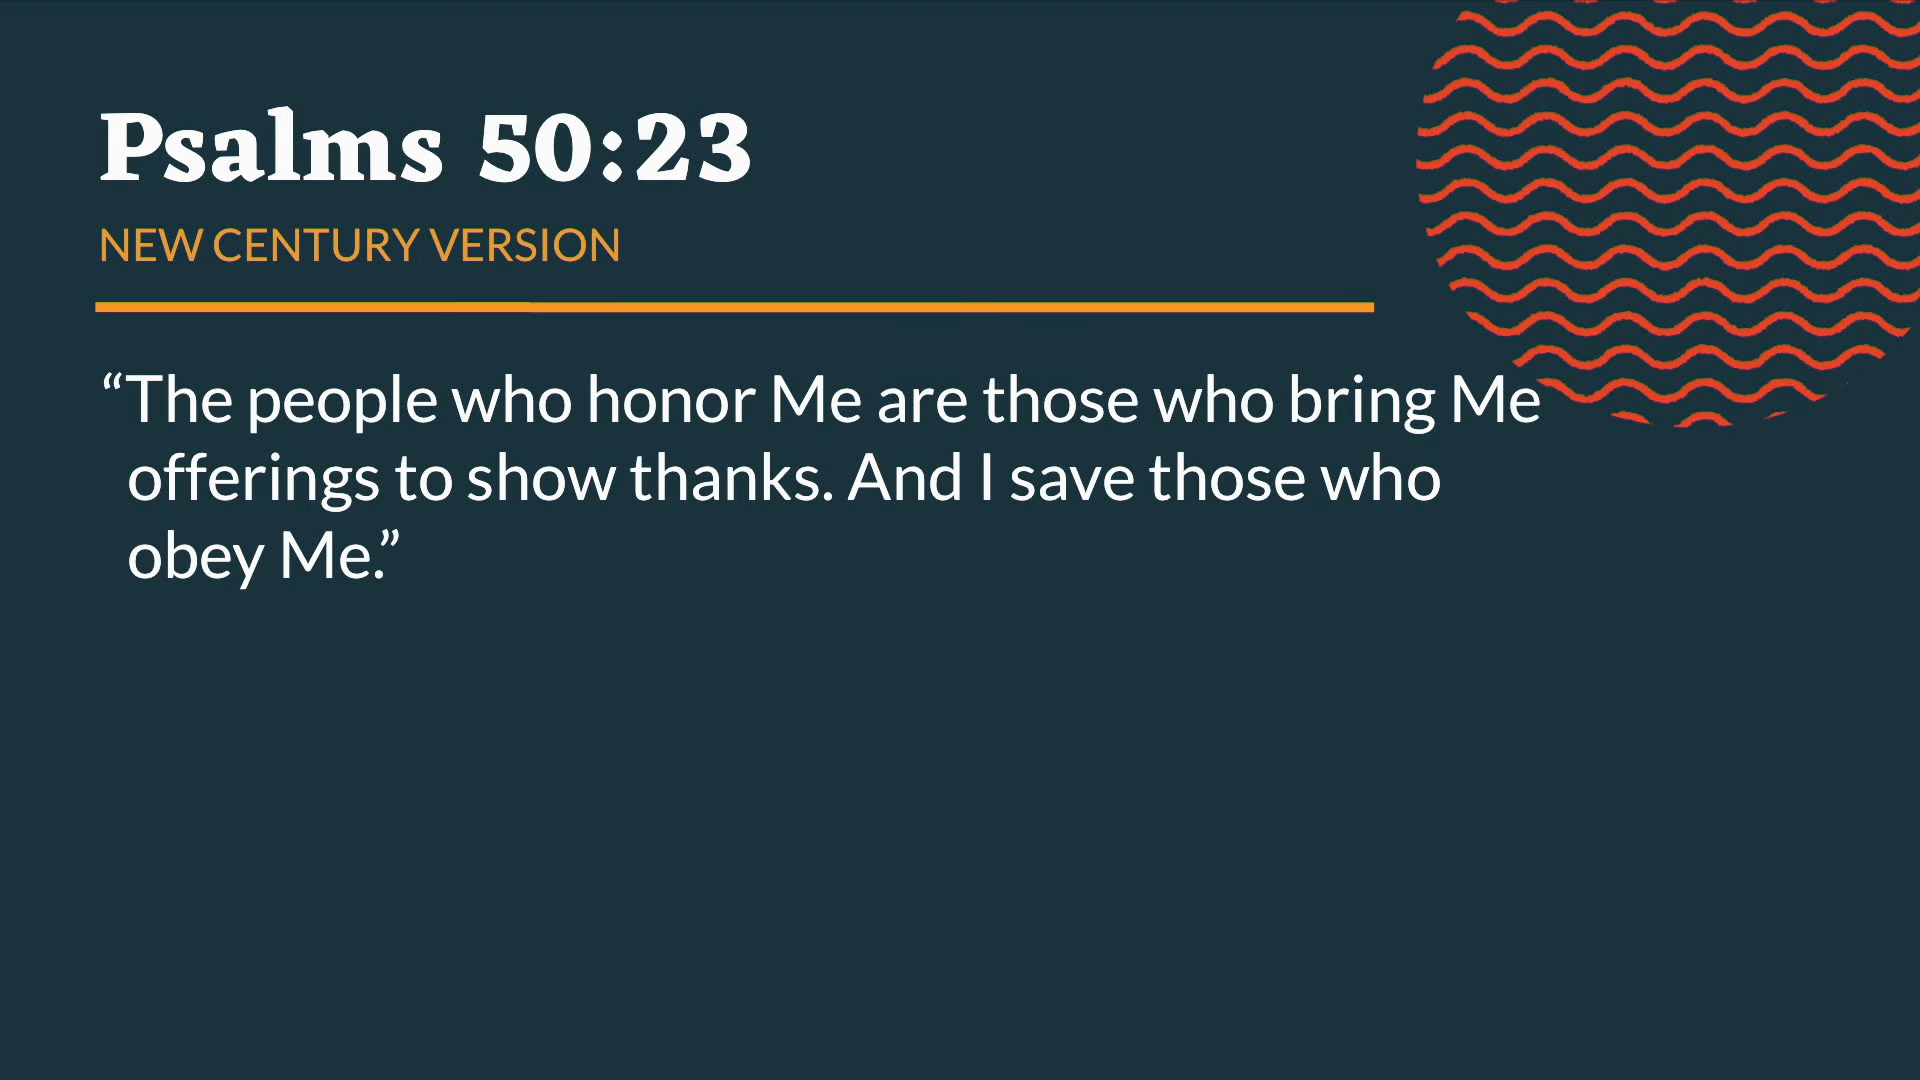 Psalms 50:23
NEW CENTURY VERSION
“The people who honor Me are those who bring Me
offerings to show thanks. And I save those who
obey Me.”